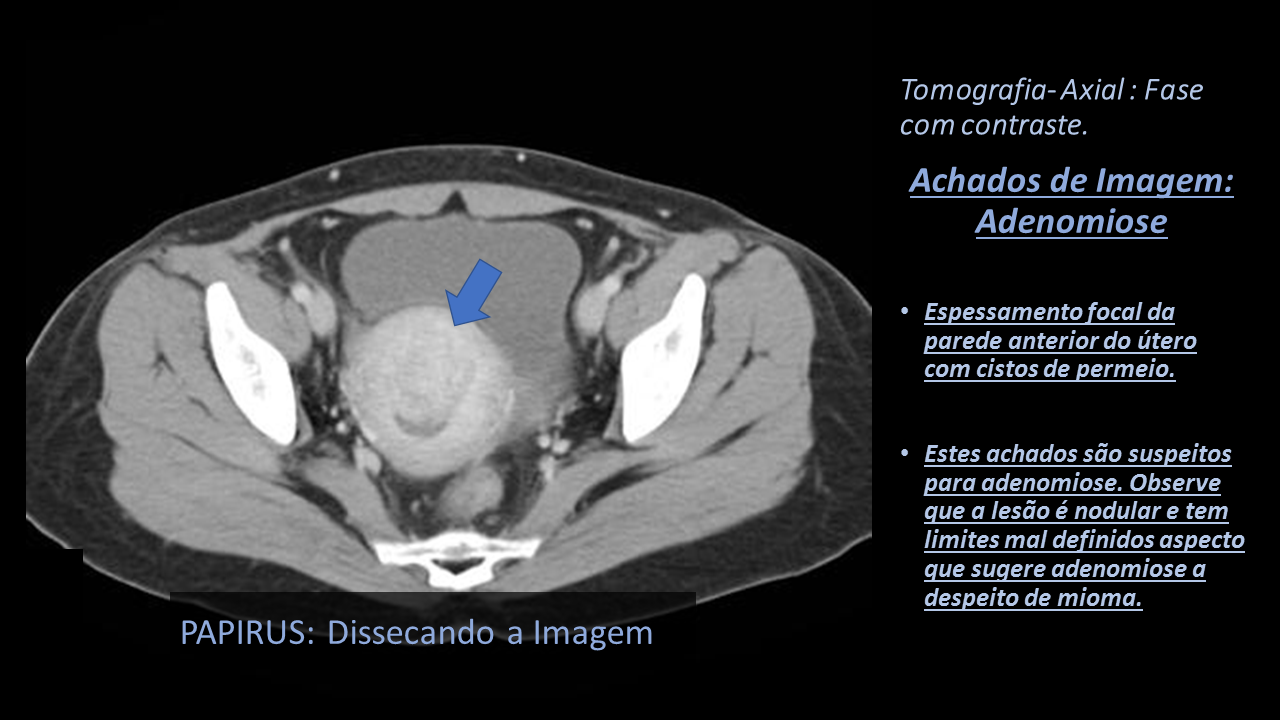 Tomografia- Axial : Fase
com contraste.
Achados de Imagem:
Adenomiose
• Espessamento focal da
parede anterior do útero
com cistos de permeio.
• Estes achados são suspeitos
para adenomiose. Observe
que a lesão é nodular e tem
limites mal definidos aspecto
que sugere adenomiose a
despeito de mioma.
PAPIRUS: Dissecando a Imagem